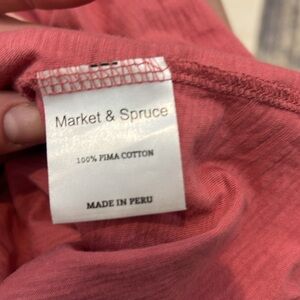 Market & Spruce
100% PIMA COTTON
MADE IN PERU